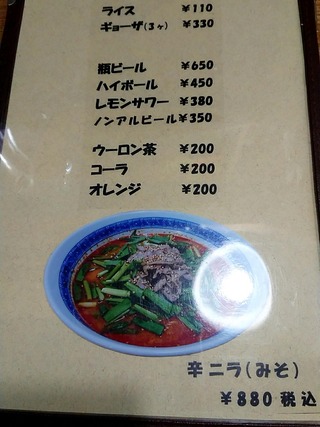 ライス ¥110
ギョーザ(3ヶ) ¥330
瓶ビール ¥650
ハイボール ¥450
レモンサワー ¥380
ノンアルビール ¥350
ウーロン茶 ¥200
コーラ ¥200
オレンジ ¥200
辛ニラ(みそ)
¥880 税込